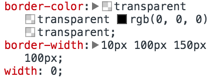 border-color: ▶ transparent
transparent rgb(0, 0, 0)
transparent;
border-width: ▶ 10px 100px 150px
100px;
width: 0;